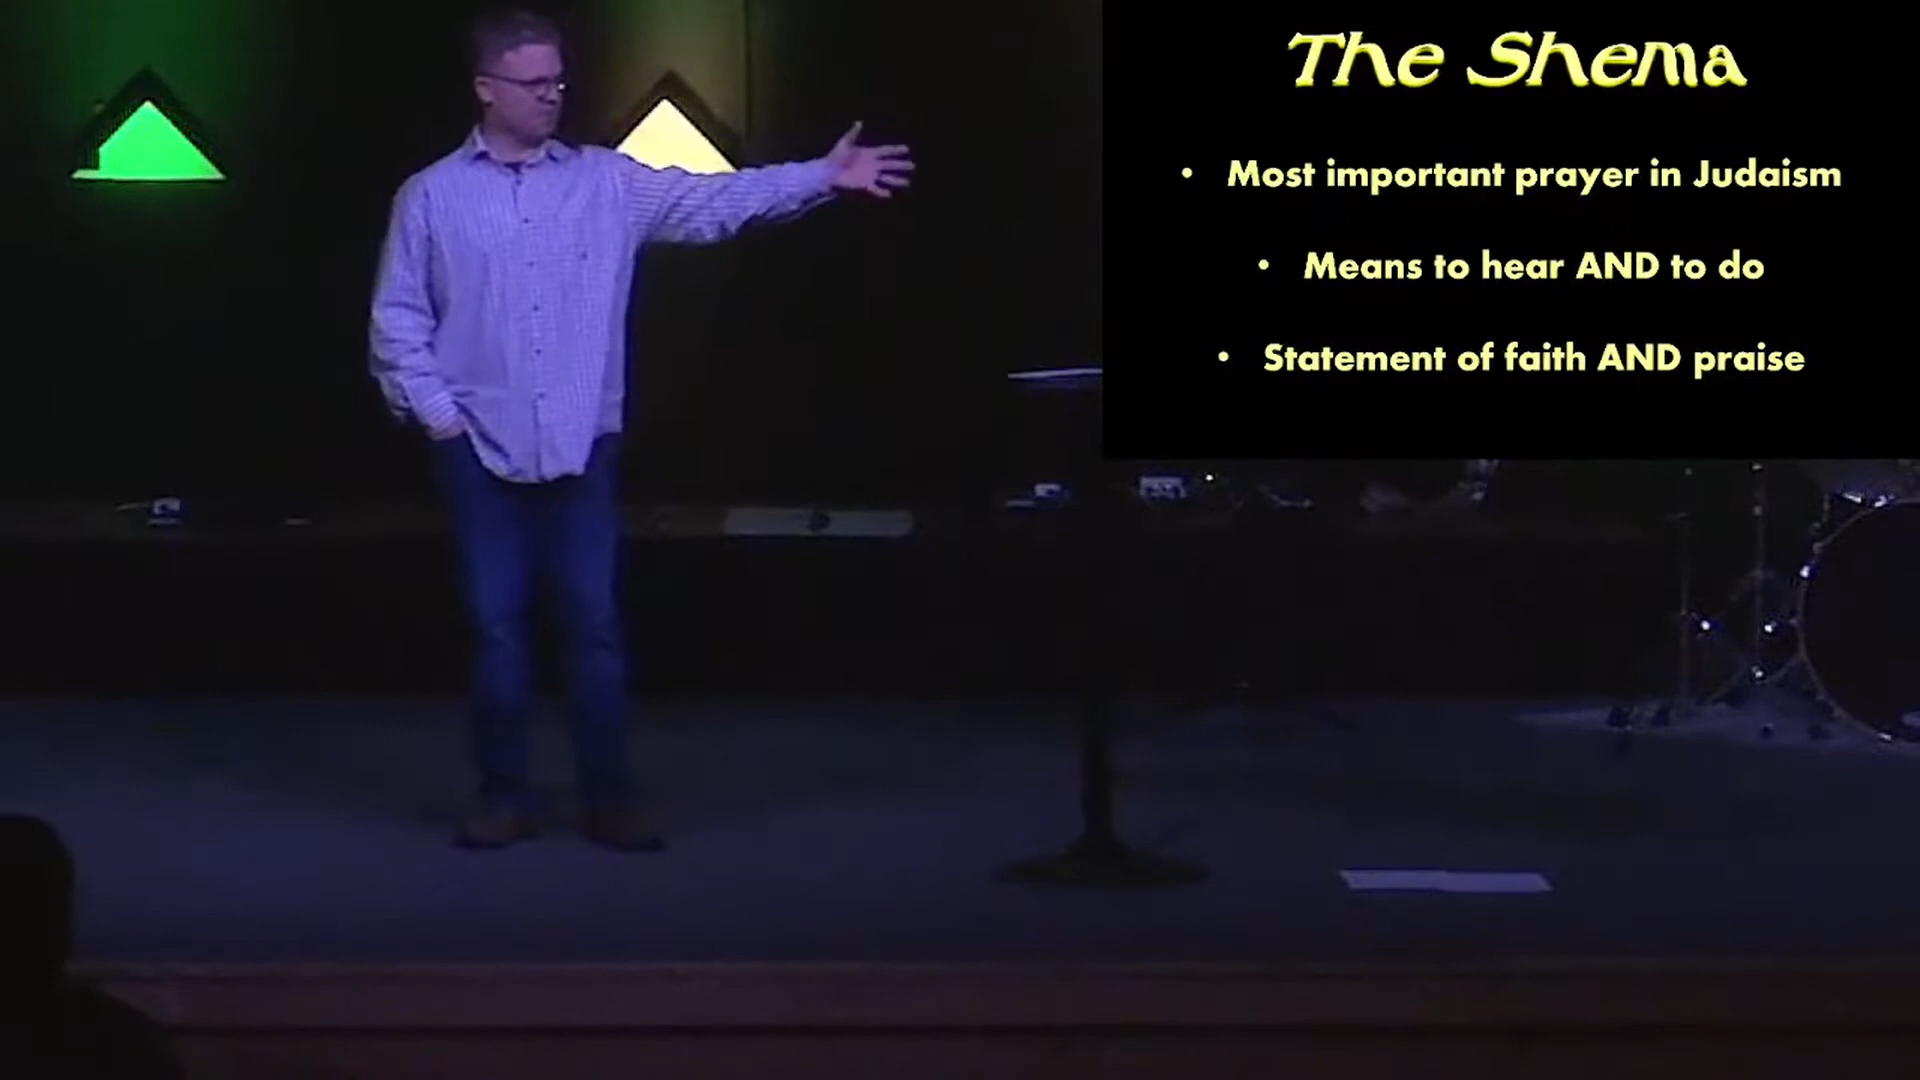 The Shema
• Most important prayer in Judaism
• Means to hear AND to do
• Statement of faith AND praise